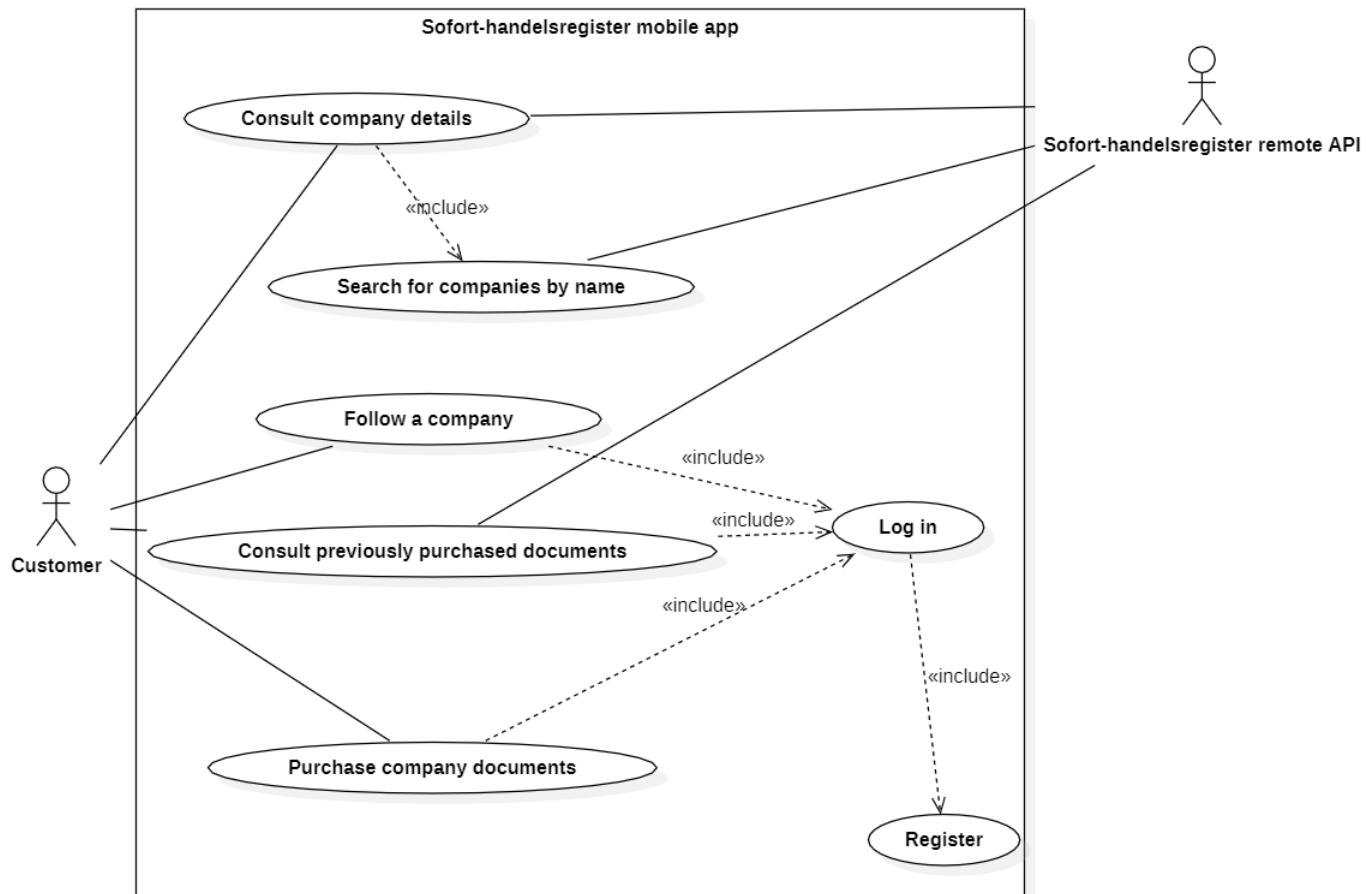 Sofort-handelsregister mobile app
Consult company details
Sofort-handelsregister remote API
«include»
Search for companies by name
Follow a company
«include»
«include»
Log in
Consult previously purchased documents
Customer
«include»
«include»
Purchase company documents
Register